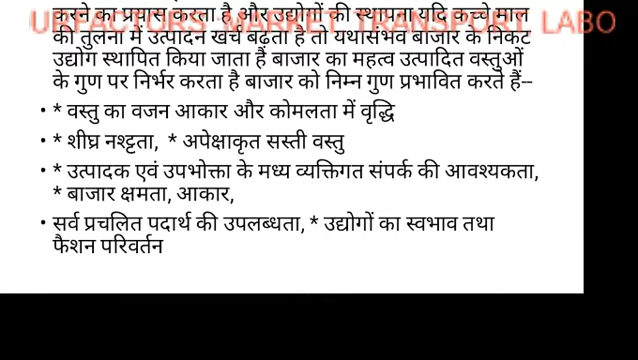 UR FACTORS MARKET TRANSPORT LABO
करने का प्रयास करता है और उद्योगों की स्थापना यदि कच्चे माल
की तुलना में उत्पादन खर्च बढ़ता है तो यथासंभव बाजार के निकट
उद्योग स्थापित किया जाता हैं बाजार का महत्व उत्पादित वस्तुओं
के गुण पर निर्भर करता है बाजार को निम्न गुण प्रभावित करते हैं--
• * वस्तु का वजन आकार और कोमलता में वृद्धि
• * शीघ्र नश्ट्टता, * अपेक्षाकृत सस्ती वस्तु
• * उत्पादक एवं उपभोक्ता के मध्य व्यक्तिगत संपर्क की आवश्यकता,
* बाजार क्षमता, आकार,
• सर्व प्रचलित पदार्थ की उपलब्धता, * उद्योगों का स्वभाव तथा
फैशन परिवर्तन